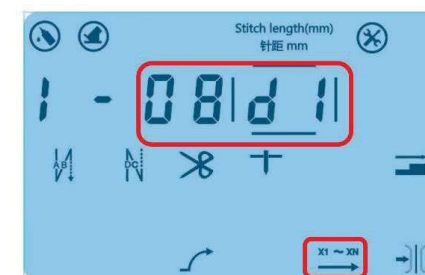 Stitch length(mm)
针距 mm
1 - 08 d 1
A B D C
X1 ~ XN